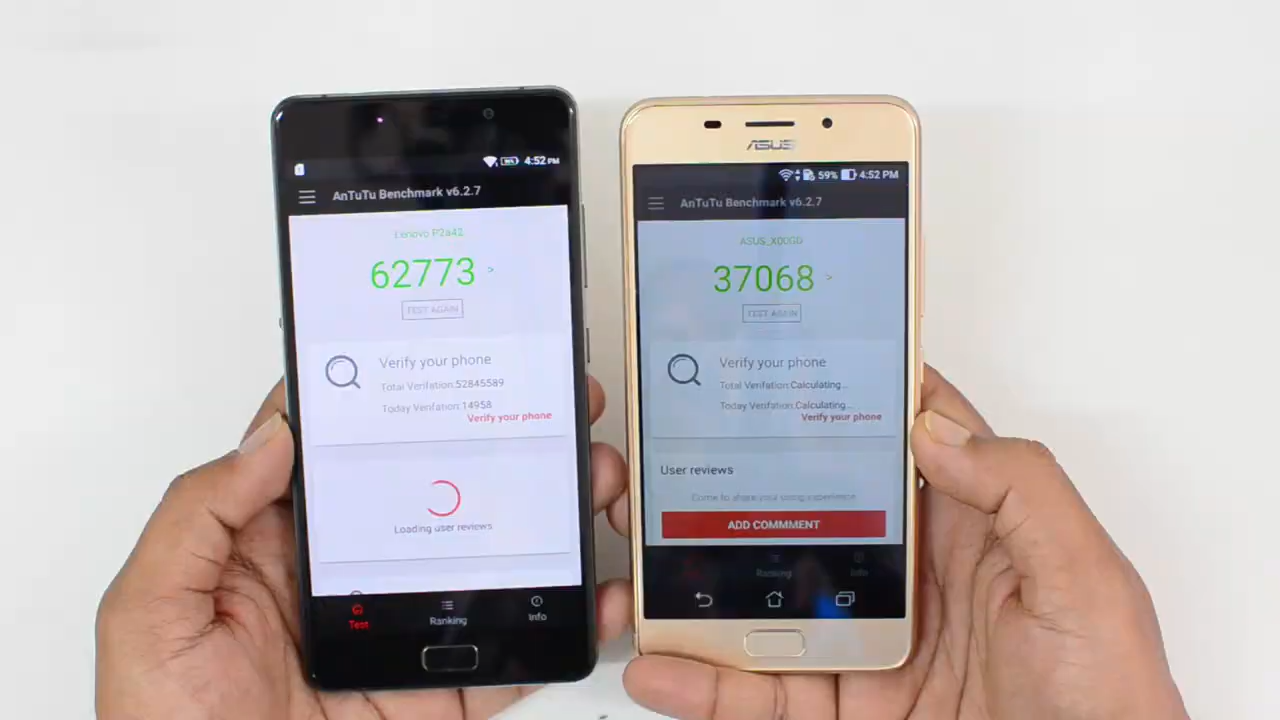 4:52 PM
AnTuTu Benchmark v6.2.7
Lenovo P2a42
62773 >
TEST AGAIN
Verify your phone
Total Verifation:52845589
Today Verifation:14958
Verify your phone
Loading user reviews
Test
Ranking
Info
ASUS
59% 4:52 PM
AnTuTu Benchmark v6.2.7
37068 >
TEST AGAIN
Verify your phone
Total Verifation:Calculating...
Today Verifation:Calculating...
Verify your phone
User reviews
Come to share your using experience
ADD COMMMENT
Ranking
Info